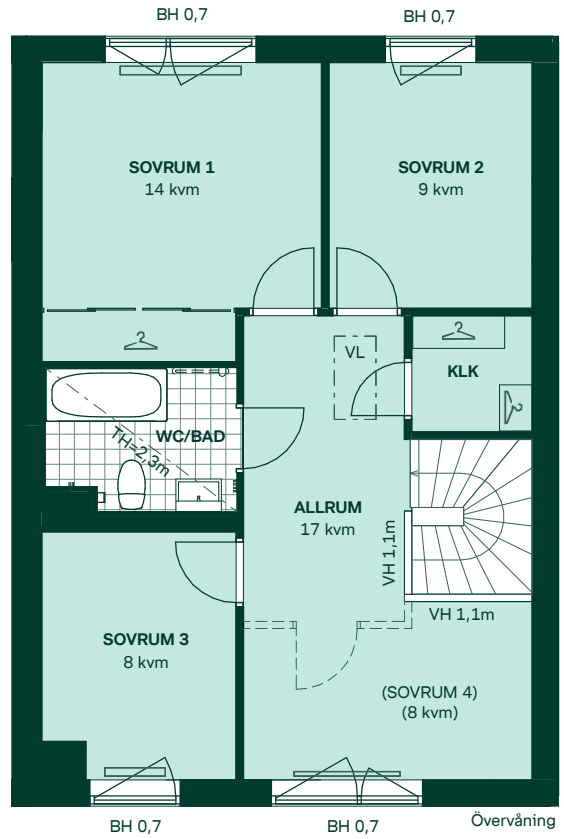 BH 0,7
BH 0,7
SOVRUM 1
14 kvm
SOVRUM 2
9 kvm
VL
KLK
WC/BAD
TH=2,3m
ALLRUM
17 kvm
VH 1,1m
VH 1,1m
SOVRUM 3
8 kvm
(SOVRUM 4)
(8 kvm)
BH 0,7
BH 0,7
Övervåning